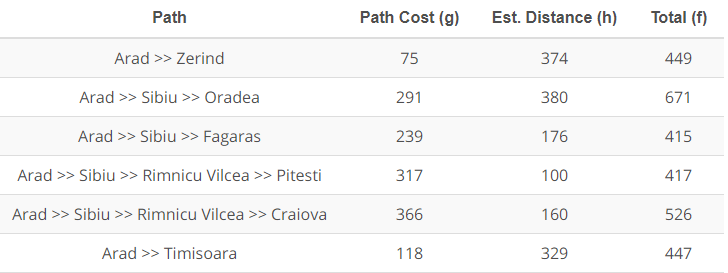 Path Path Cost (g) Est. Distance (h) Total (f)
Arad >> Zerind 75 374 449
Arad >> Sibiu >> Oradea 291 380 671
Arad >> Sibiu >> Fagaras 239 176 415
Arad >> Sibiu >> Rimnicu Vilcea >> Pitesti 317 100 417
Arad >> Sibiu >> Rimnicu Vilcea >> Craiova 366 160 526
Arad >> Timisoara 118 329 447